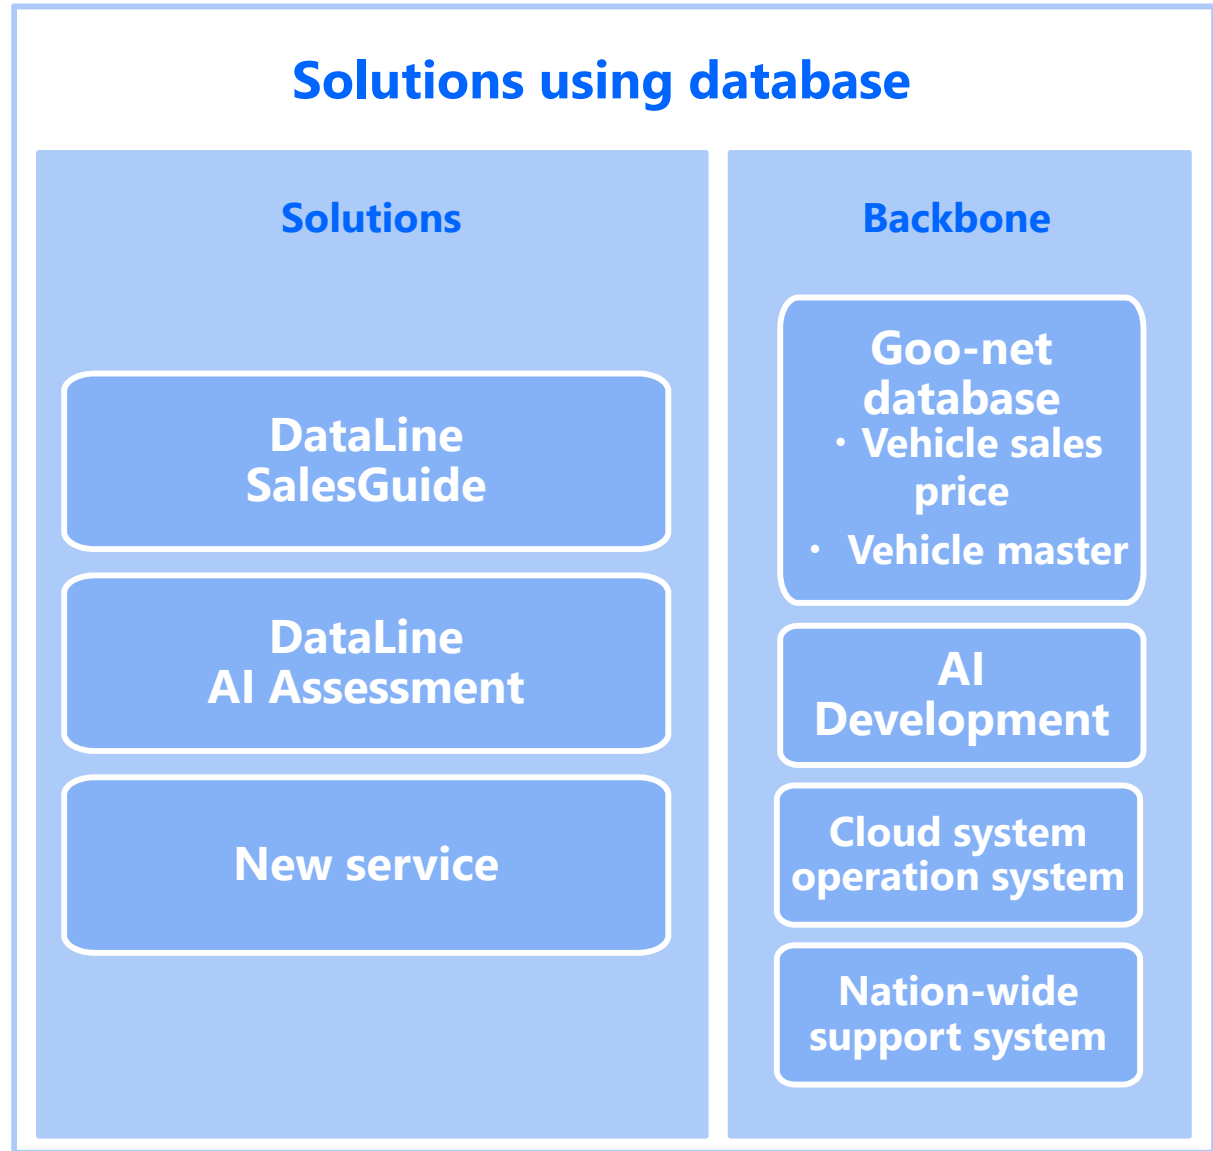 Solutions using database
Solutions
DataLine
SalesGuide
DataLine
AI Assessment
New service
Backbone
Goo-net
database
・Vehicle sales
price
・ Vehicle master
AI
Development
Cloud system
operation system
Nation-wide
support system